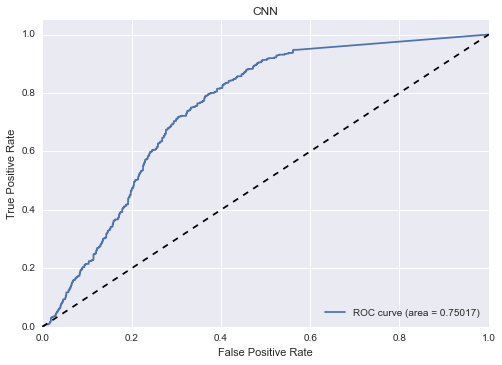 CNN
1.0
0.8
0.6
0.4
0.2
0.0
True Positive Rate
ROC curve (area = 0.75017)
0.0 0.2 0.4 0.6 0.8 1.0
False Positive Rate